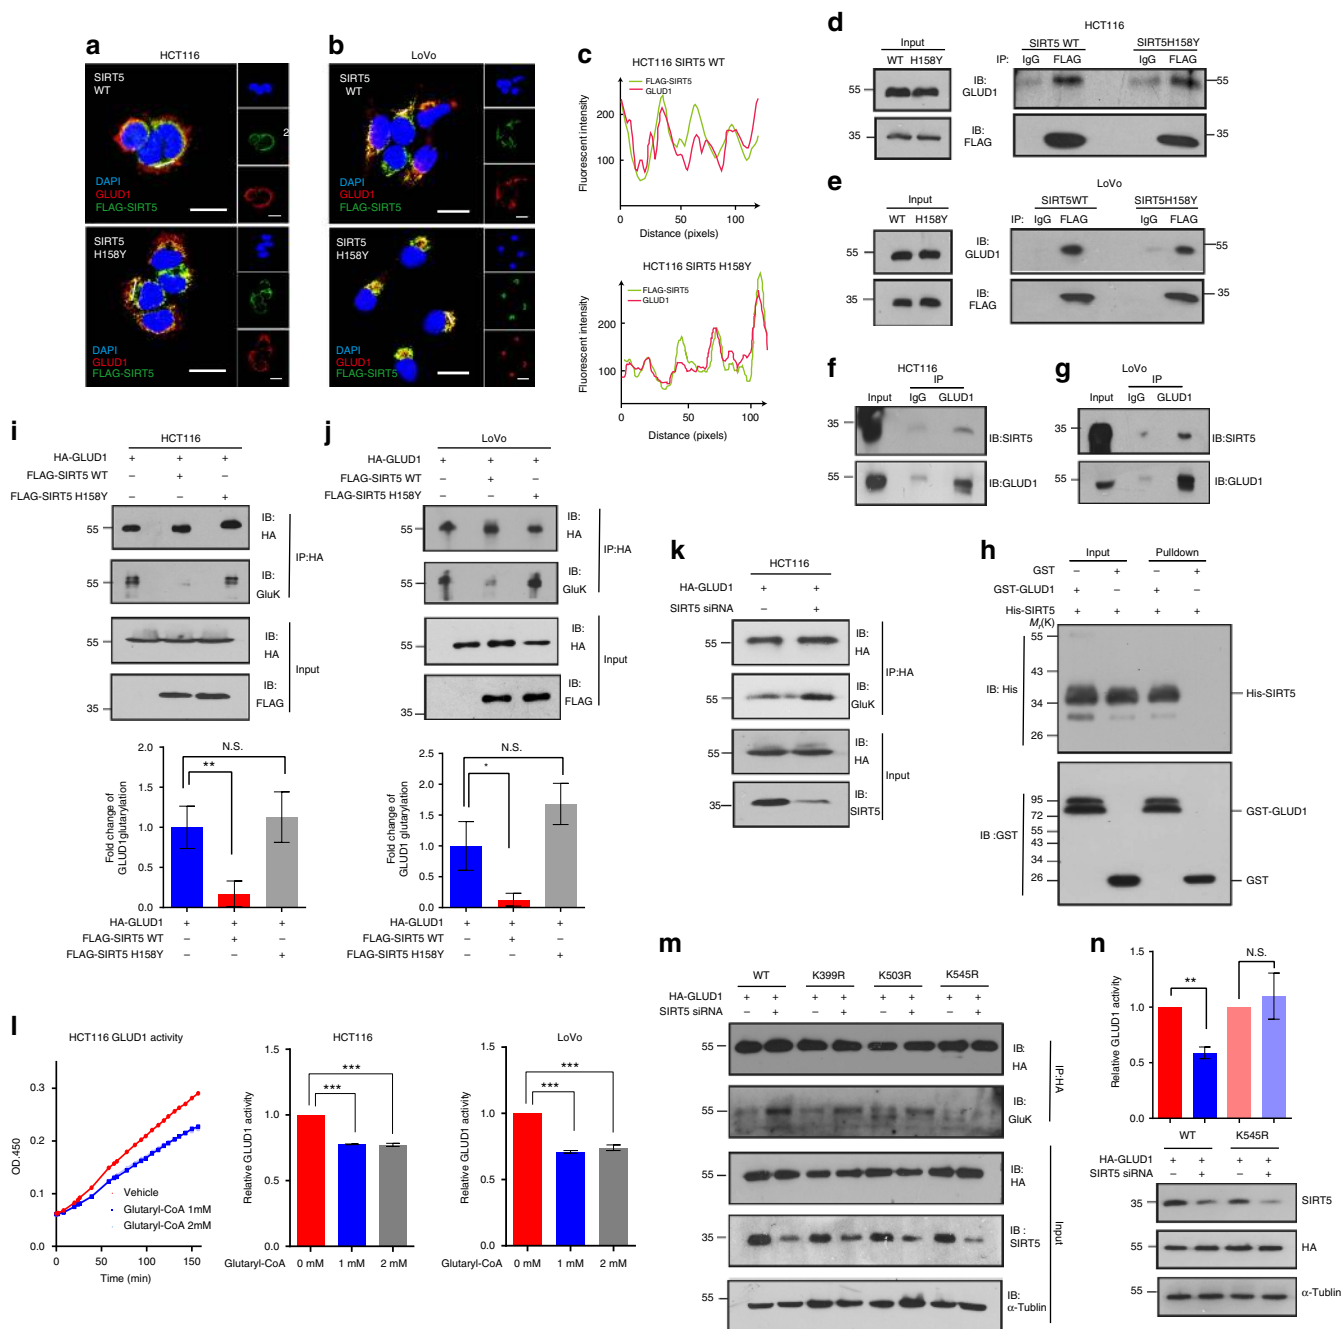 a
HCT116
SIRT5
WT
DAPI
GLUD1
FLAG-SIRT5
2
SIRT5
H158Y
DAPI
GLUD1
FLAG-SIRT5
b
LoVo
SIRT5
WT
DAPI
GLUD1
FLAG-SIRT5
SIRT5
H158Y
DAPI
GLUD1
FLAG-SIRT5
c
HCT116 SIRT5 WT
FLAG-SIRT5
GLUD1
Fluorescent intensity
200
100
0 50 100
Distance (pixels)
HCT116 SIRT5 H158Y
FLAG-SIRT5
GLUD1
Fluorescent intensity
200
100
0 50 100
Distance (pixels)
d
HCT116
Input
WT H158Y
SIRT5 WT SIRT5H158Y
IP: IgG FLAG IgG FLAG
55
IB:
GLUD1
55
35
IB:
FLAG
35
e
LoVo
Input
WT H158Y
SIRT5WT SIRT5H158Y
IP: IgG FLAG IgG FLAG
55
IB:
GLUD1
55
35
IB:
FLAG
35
f
HCT116
IP
Input IgG GLUD1
35
IB:SIRT5
55
IB:GLUD1
g
LoVo
IP
Input IgG GLUD1
35
IB:SIRT5
55
IB:GLUD1
h
Input Pulldown
GST – + – +
GST-GLUD1 + – + –
His-SIRT5 + + + +
Mr(K)
55
43
34
26
IB: His
His-SIRT5
95
72
55
43
34
26
IB :GST
GST-GLUD1
GST
i
HCT116
HA-GLUD1 + + +
FLAG-SIRT5 WT – + –
FLAG-SIRT5 H158Y – – +
55
IB:
HA
55
IB:
GluK
IP:HA
55
IB:
HA
35
IB:
FLAG
Input
Fold change of
GLUD1glutarylation
2.0
1.5
1.0
0.5
0.0
N.S.
**
HA-GLUD1 + + +
FLAG-SIRT5 WT – + –
FLAG-SIRT5 H158Y – – +
j
LoVo
HA-GLUD1 + + +
FLAG-SIRT5 WT – + –
FLAG-SIRT5 H158Y – – +
55
IB:
HA
55
IB:
GluK
IP:HA
55
IB:
HA
35
IB:
FLAG
Input
Fold change of
GLUD1 glutarylation
2.5
2.0
1.5
1.0
0.5
0.0
N.S.
*
HA-GLUD1 + + +
FLAG-SIRT5 WT – + –
FLAG-SIRT5 H158Y – – +
k
HCT116
HA-GLUD1 + +
SIRT5 siRNA – +
55
IB:
HA
55
IB:
GluK
IP:HA
55
IB:
HA
35
IB:
SIRT5
Input
l
HCT116 GLUD1 activity
OD.450
0.3
0.2
0.1
0.0
Vehicle
Glutaryl-CoA 1mM
Glutaryl-CoA 2mM
0 50 100 150
Time (min)
HCT116
Relative GLUD1 activity
1.5
1.0
0.5
0.0
***
***
Glutaryl-CoA 0 mM 1 mM 2 mM
LoVo
Relative GLUD1 activity
1.5
1.0
0.5
0.0
***
***
Glutaryl-CoA 0 mM 1 mM 2 mM
m
WT K399R K503R K545R
HA-GLUD1 + + + + + + + +
SIRT5 siRNA – + – + – + – +
55
IB:
HA
55
IB:
GluK
IP:HA
55
IB:
HA
35
IB :
SIRT5
55
IB:
α-Tublin
Input
n
Relative GLUD1 activity
1.5
1.0
0.5
0.0
**
N.S.
WT K545R
HA-GLUD1 + + + +
SIRT5 siRNA – + – +
35
SIRT5
55
HA
55
α-Tublin